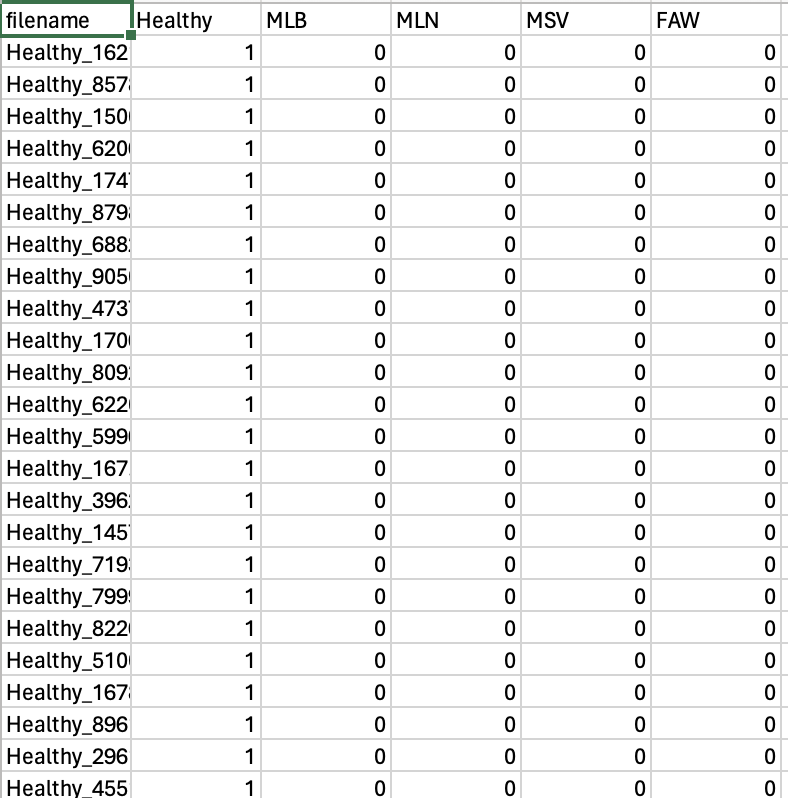 filename Healthy MLB MLN MSV FAW
Healthy_162 1 0 0 0 0
Healthy_857 1 0 0 0 0
Healthy_150 1 0 0 0 0
Healthy_620 1 0 0 0 0
Healthy_174 1 0 0 0 0
Healthy_879 1 0 0 0 0
Healthy_688 1 0 0 0 0
Healthy_905 1 0 0 0 0
Healthy_473 1 0 0 0 0
Healthy_170 1 0 0 0 0
Healthy_809 1 0 0 0 0
Healthy_622 1 0 0 0 0
Healthy_599 1 0 0 0 0
Healthy_167 1 0 0 0 0
Healthy_396 1 0 0 0 0
Healthy_145 1 0 0 0 0
Healthy_719 1 0 0 0 0
Healthy_799 1 0 0 0 0
Healthy_822 1 0 0 0 0
Healthy_510 1 0 0 0 0
Healthy_167 1 0 0 0 0
Healthy_896 1 0 0 0 0
Healthy_296 1 0 0 0 0
Healthy_455 1 0 0 0 0